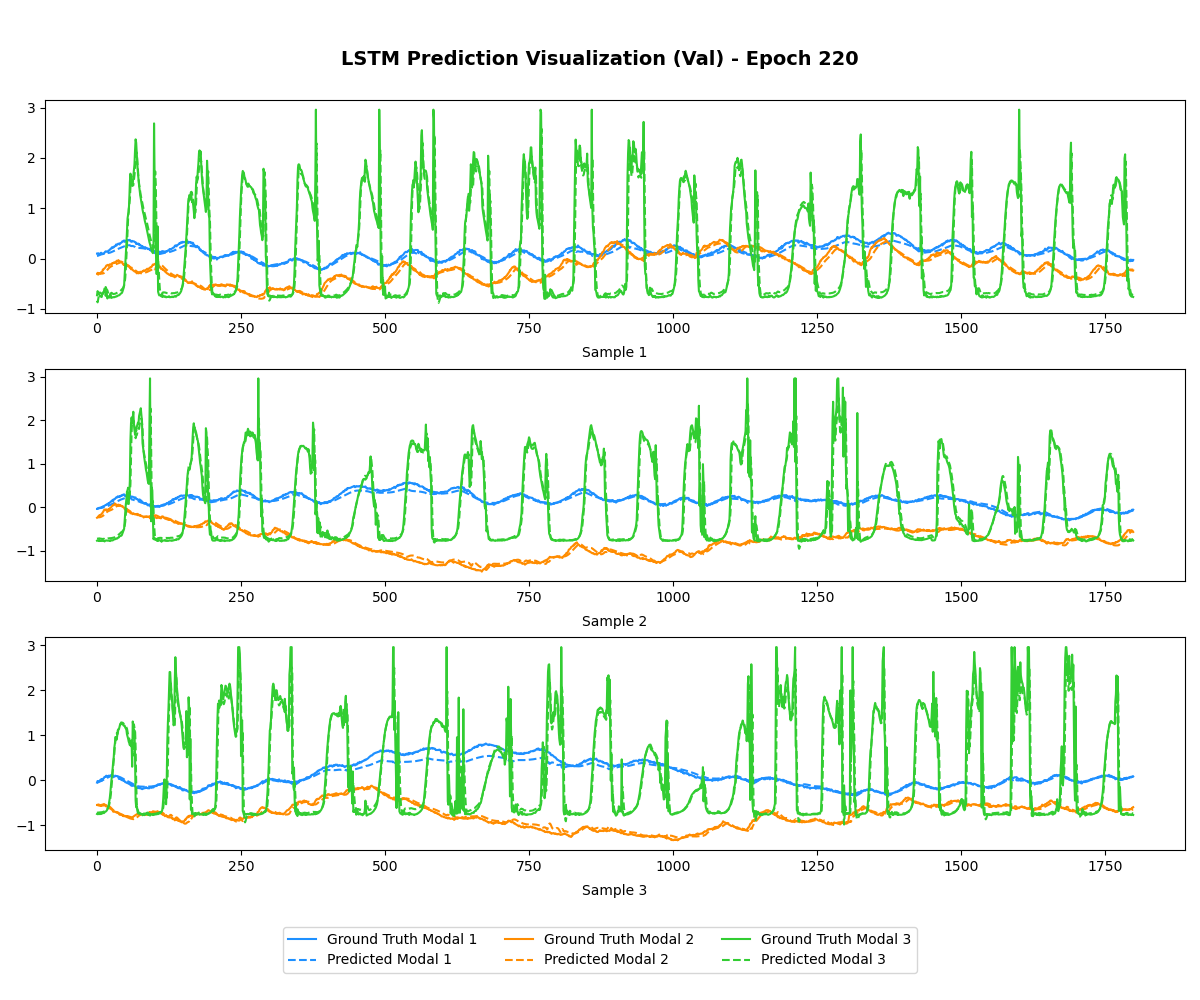 LSTM Prediction Visualization (Val) - Epoch 220
3
2
1
0
−1
0 250 500 750 1000 1250 1500 1750
Sample 1
3
2
1
0
−1
0 250 500 750 1000 1250 1500 1750
Sample 2
3
2
1
0
−1
0 250 500 750 1000 1250 1500 1750
Sample 3
Ground Truth Modal 1 Ground Truth Modal 2 Ground Truth Modal 3
Predicted Modal 1 Predicted Modal 2 Predicted Modal 3